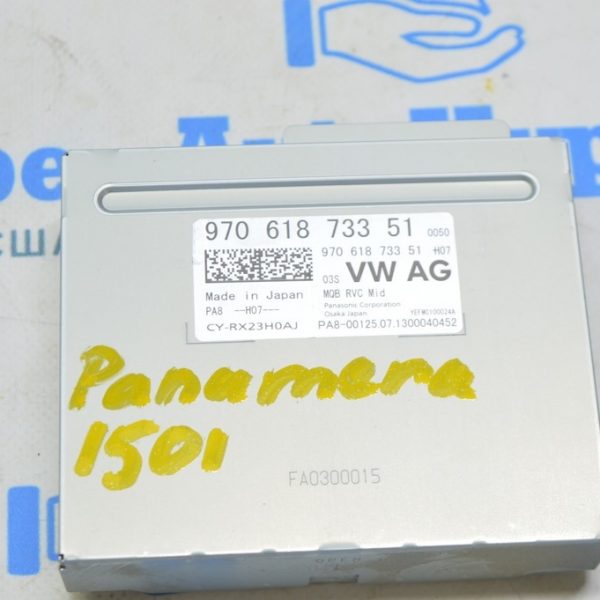 970 618 733 51 0050
970 618 733 51 H07
03S VW AG
Made in Japan MQB RVC Mid
PA8 --H07--- Panasonic Corporation
Osaka Japan YEFMC100024A
CY-RX23H0AJ PA8-00125.07.1300040452
Panamera
1501
FA0300015